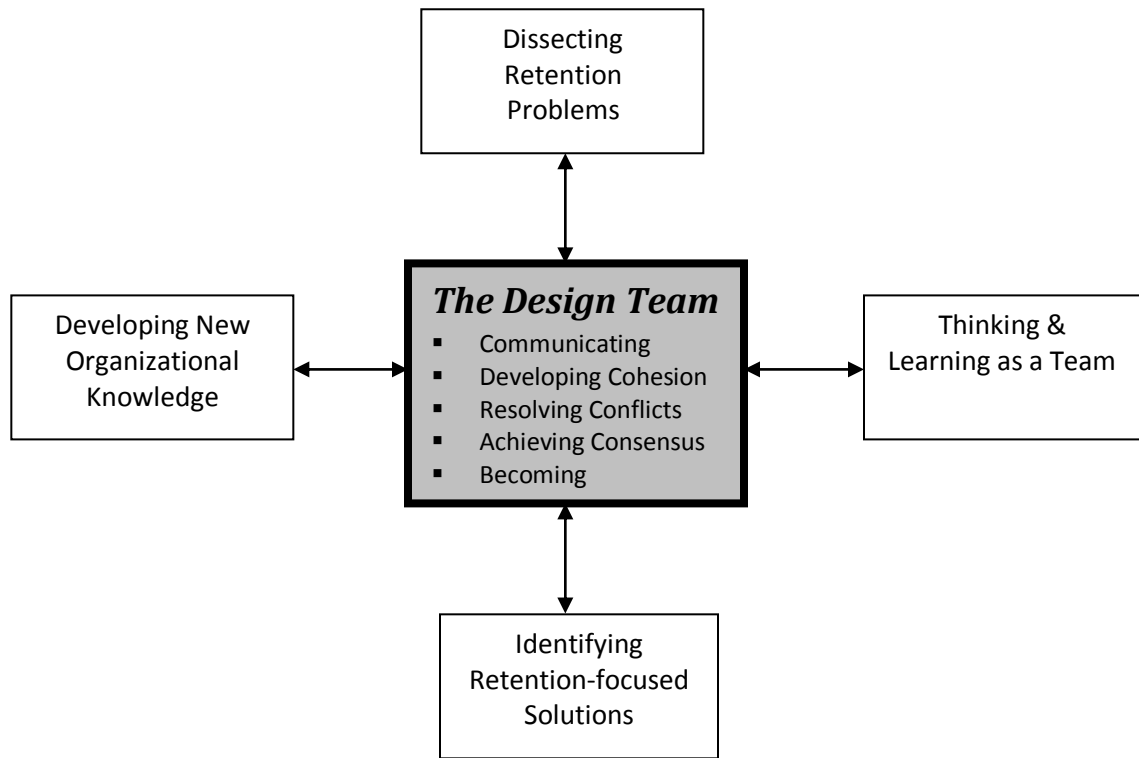 Dissecting
Retention
Problems
Developing New
Organizational
Knowledge
The Design Team
▪ Communicating
▪ Developing Cohesion
▪ Resolving Conflicts
▪ Achieving Consensus
▪ Becoming
Thinking &
Learning as a Team
Identifying
Retention-focused
Solutions